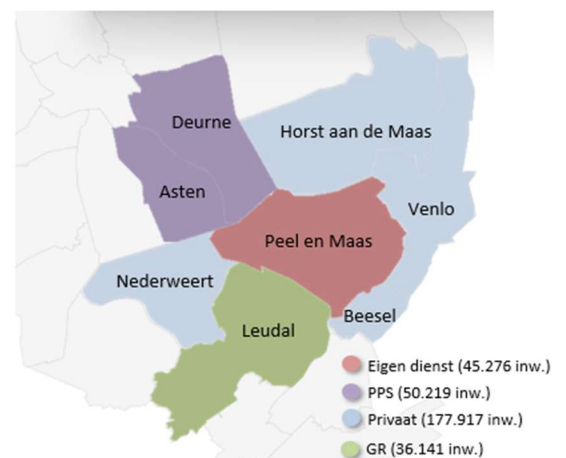 Deurne
Horst aan de Maas
Asten
Venlo
Peel en Maas
Nederweert
Beesel
Leudal
Eigen dienst (45.276 inw.)
PPS (50.219 inw.)
Privaat (177.917 inw.)
GR (36.141 inw.)